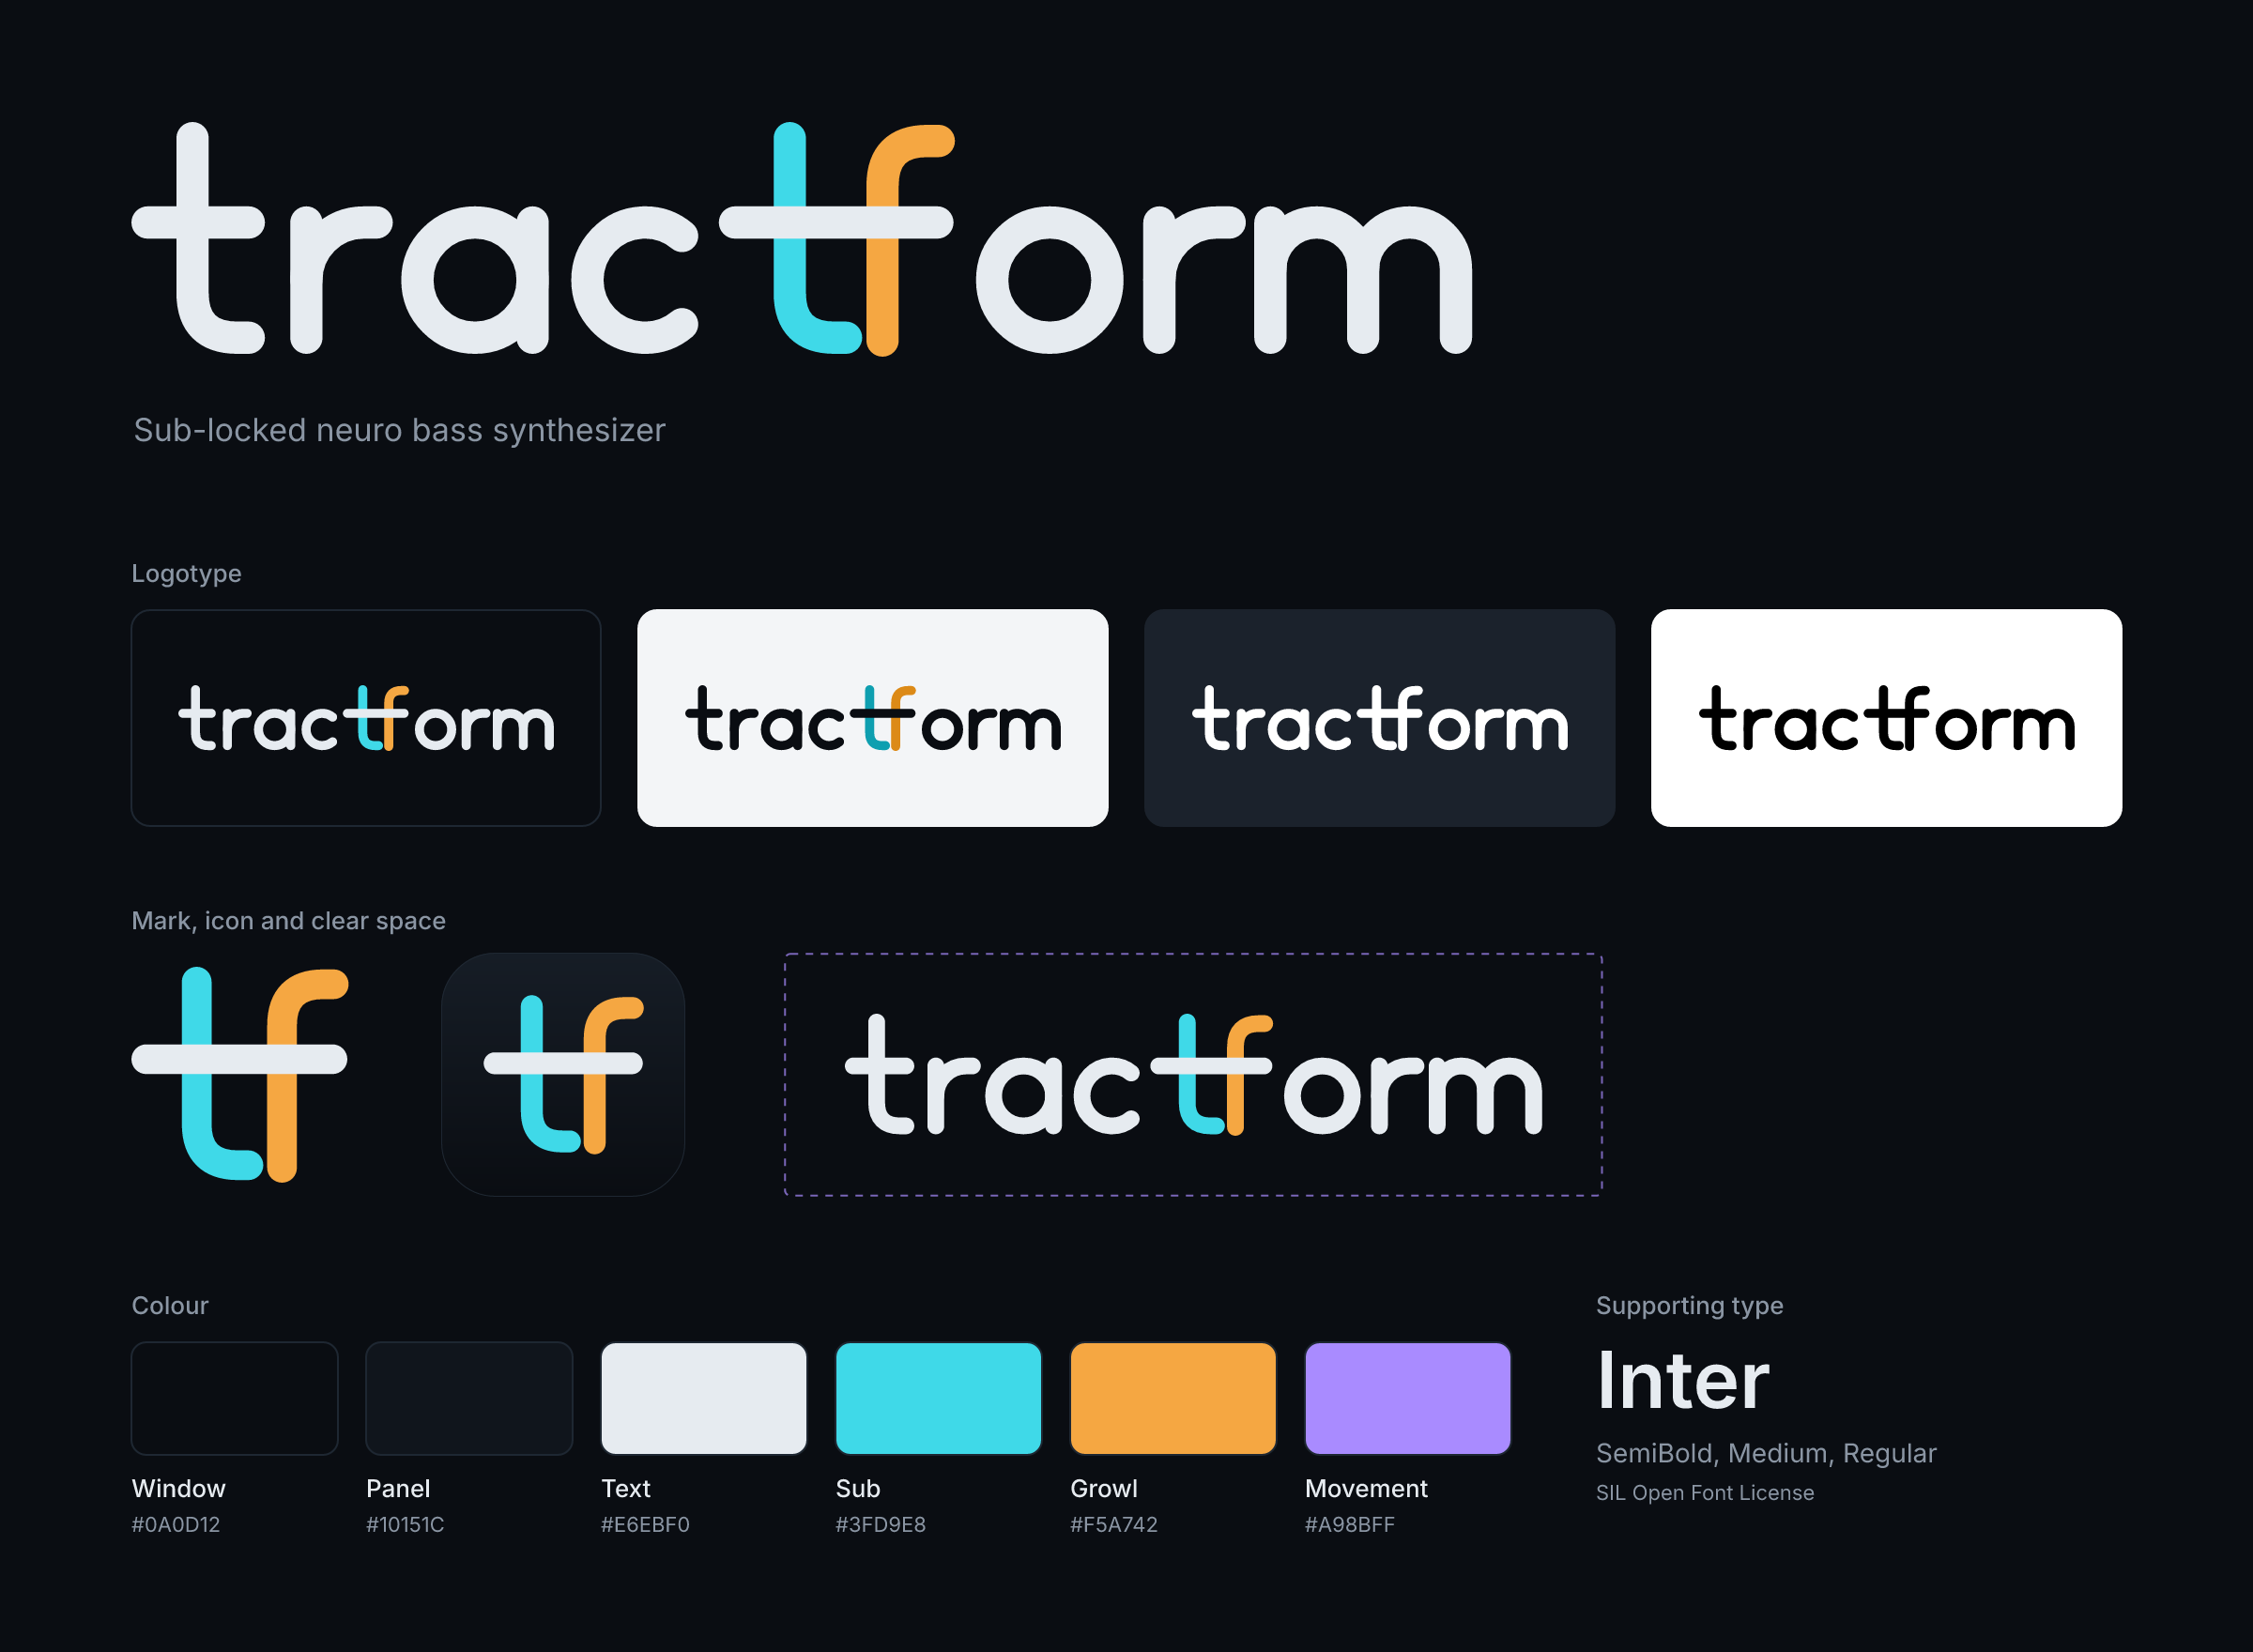 tractform
Sub-locked neuro bass synthesizer
Logotype
tractform
tractform
tractform
tractform
Mark, icon and clear space
tf
tf
tractform
Colour
Supporting type
Inter
SemiBold, Medium, Regular
SIL Open Font License
Window
#0A0D12
Panel
#10151C
Text
#E6EBF0
Sub
#3FD9E8
Growl
#F5A742
Movement
#A98BFF